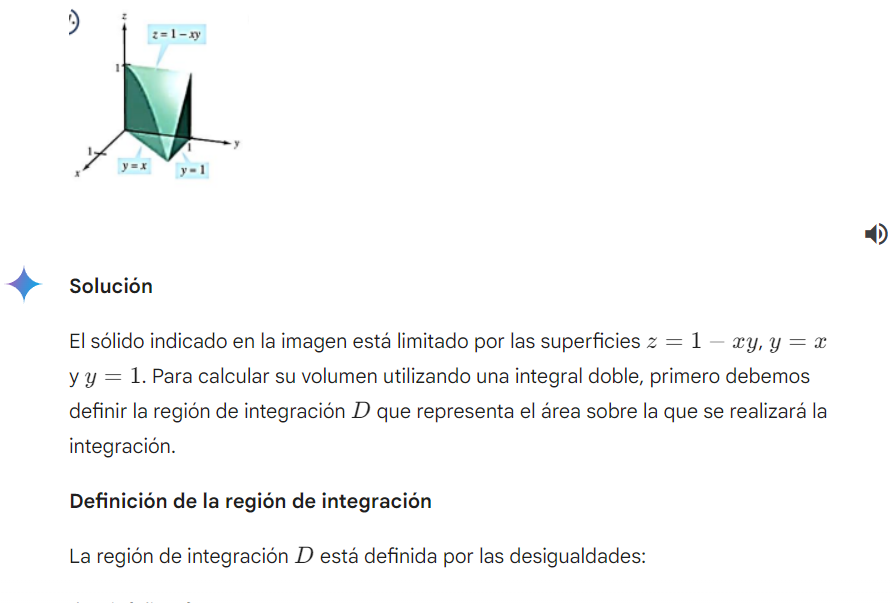 z
z = 1 – xy
1
y
1
1
x
y = x
y = 1
Solución
El sólido indicado en la imagen está limitado por las superficies z = 1 − xy, y = x
y y = 1. Para calcular su volumen utilizando una integral doble, primero debemos
definir la región de integración D que representa el área sobre la que se realizará la
integración.
Definición de la región de integración
La región de integración D está definida por las desigualdades: